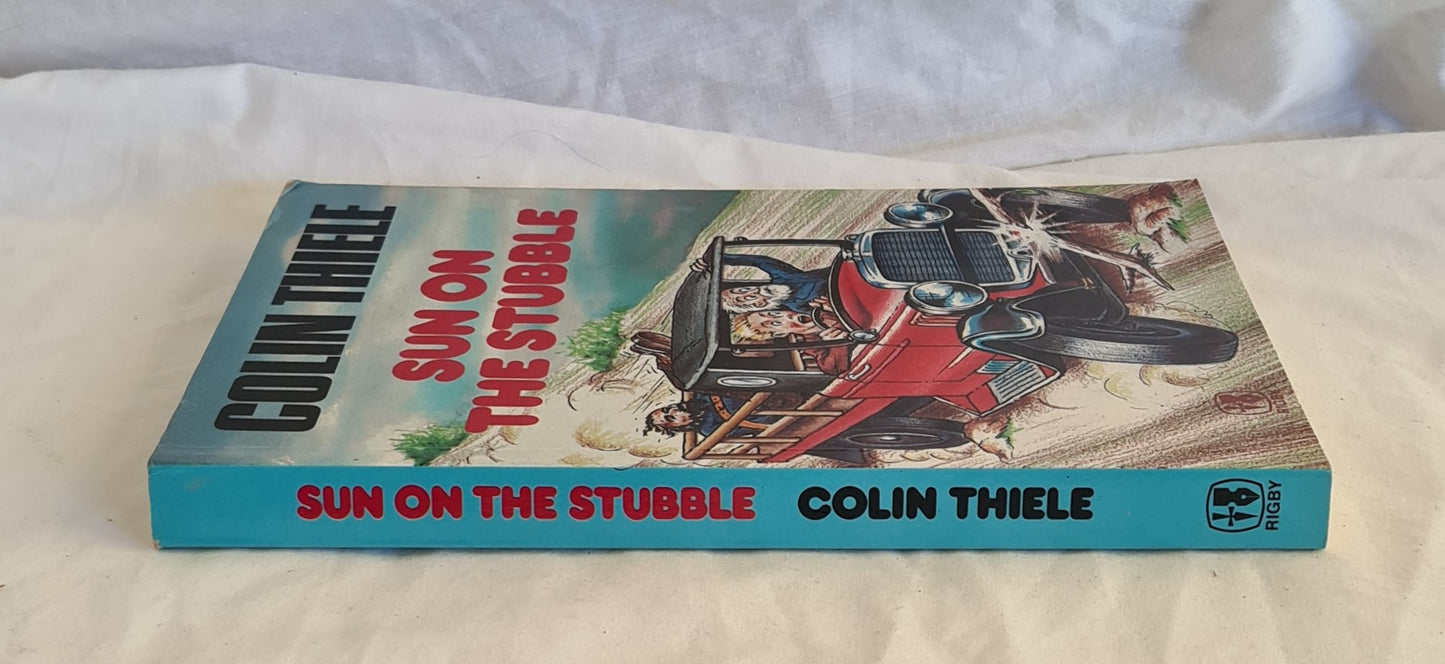 COLIN THIELE
SUN ON
THE STUBBLE
SUN ON THE STUBBLE COLIN THIELE
RIGBY